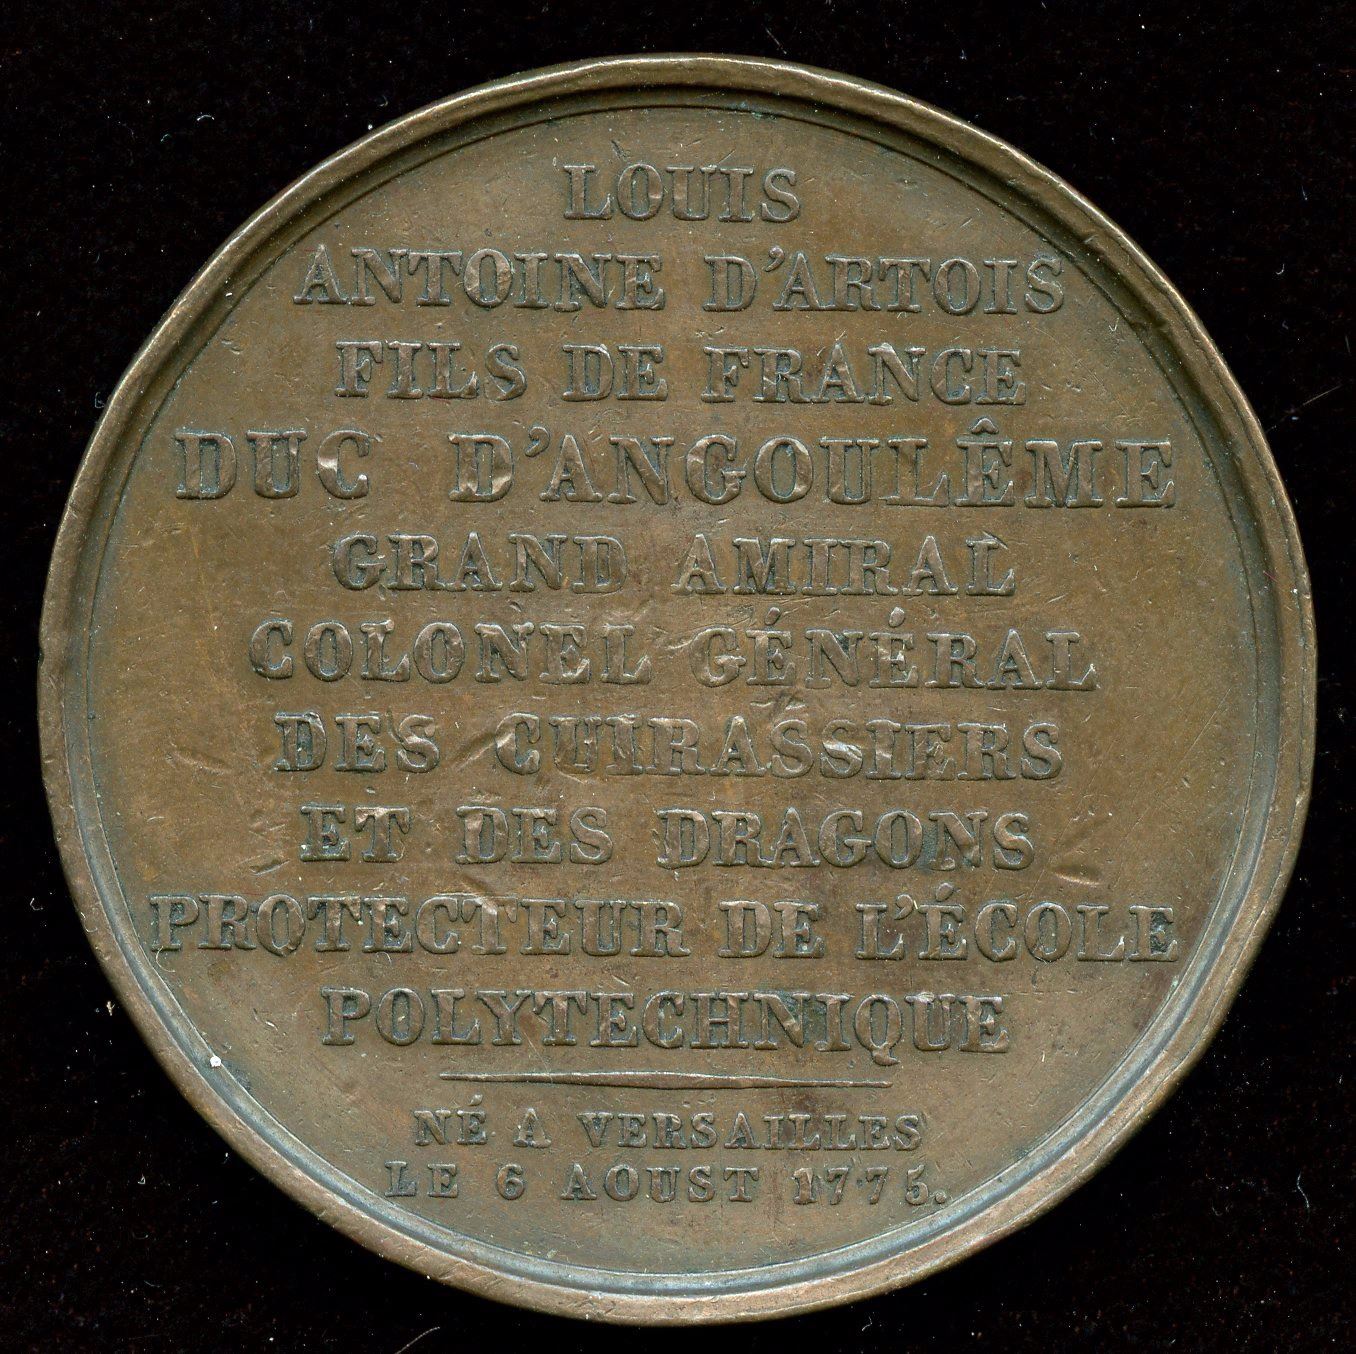 LOUIS
ANTOINE D'ARTOIS
FILS DE FRANCE
DUC D'ANGOULÊME
GRAND AMIRAL
COLONEL GÉNÉRAL
DES CUIRASSIERS
ET DES DRAGONS
PROTECTEUR DE L'ÉCOLE
POLYTECHNIQUE
NÉ A VERSAILLES
LE 6 AOUST 1775.